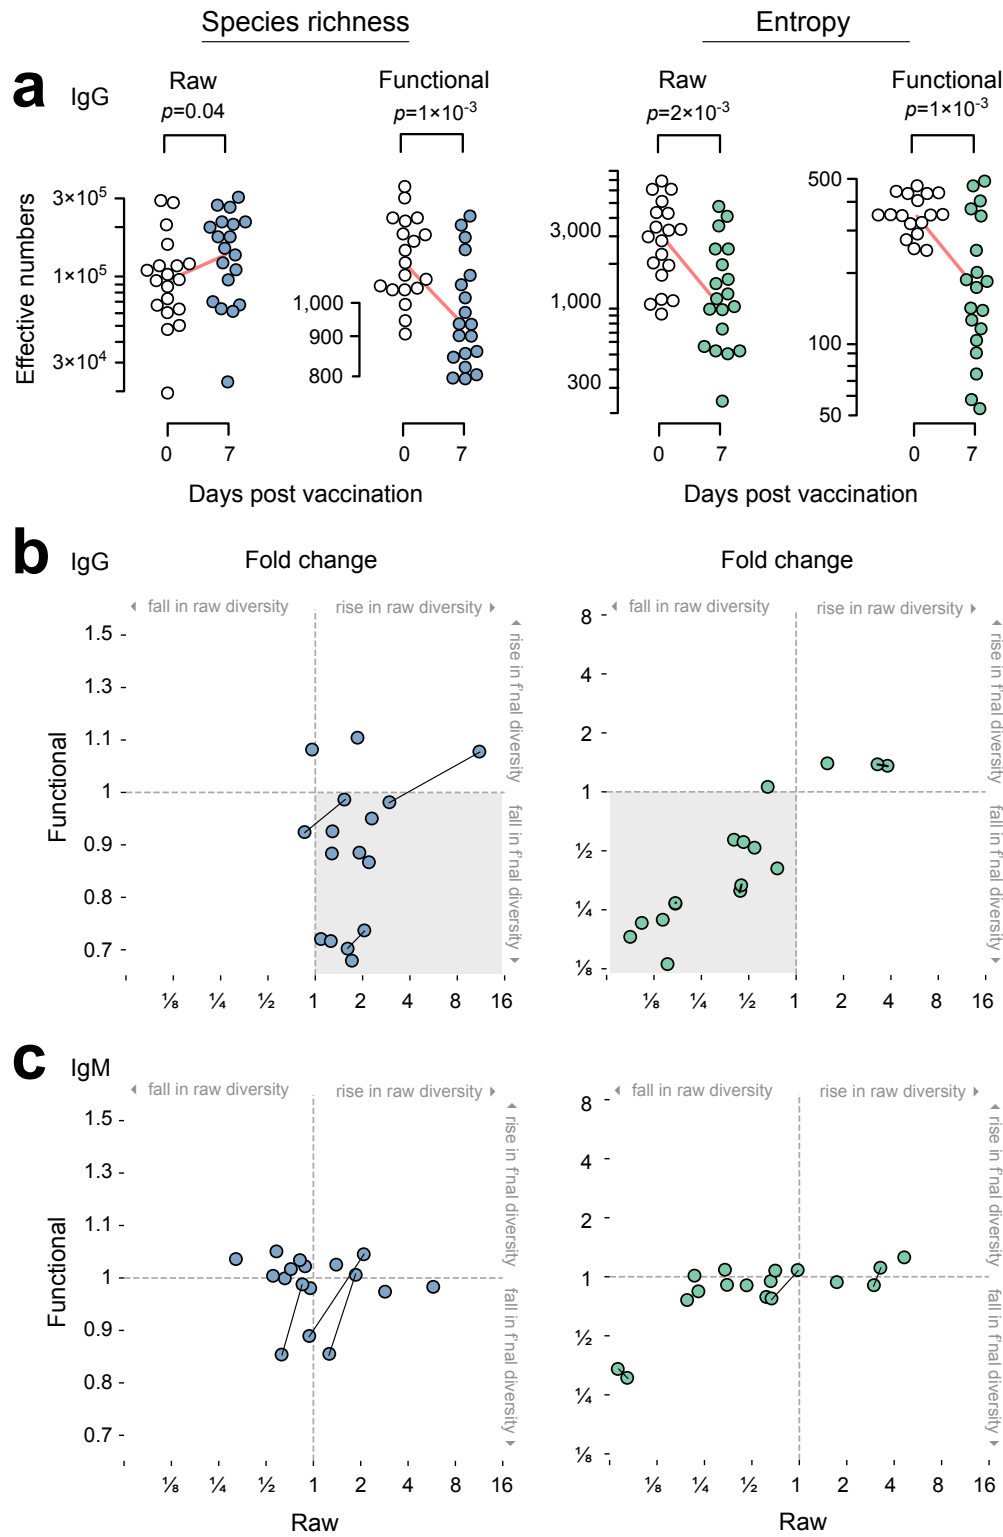 Species richness
Entropy
a IgG
Raw
p=0.04
Functional
p=1×10⁻³
Raw
p=2×10⁻³
Functional
p=1×10⁻³
Effective numbers
3×10⁵
1×10⁵
3×10⁴
1,000
900
800
3,000
1,000
300
500
100
50
0 7 0 7 0 7 0 7
Days post vaccination
Days post vaccination
b IgG
Fold change
Fold change
◂ fall in raw diversity rise in raw diversity ▸
◂ fall in raw diversity rise in raw diversity ▸
Functional
1.5
1.3
1.1
1
0.9
0.8
0.7
rise in f'nal diversity ▸
◂ fall in f'nal diversity
8
4
2
1
½
¼
⅛
rise in f'nal diversity ▸
◂ fall in f'nal diversity
⅛ ¼ ½ 1 2 4 8 16
⅛ ¼ ½ 1 2 4 8 16
c IgM
◂ fall in raw diversity rise in raw diversity ▸
◂ fall in raw diversity rise in raw diversity ▸
Functional
1.5
1.3
1.1
1
0.9
0.8
0.7
rise in f'nal diversity ▸
◂ fall in f'nal diversity
8
4
2
1
½
¼
⅛
rise in f'nal diversity ▸
◂ fall in f'nal diversity
⅛ ¼ ½ 1 2 4 8 16
⅛ ¼ ½ 1 2 4 8 16
Raw
Raw